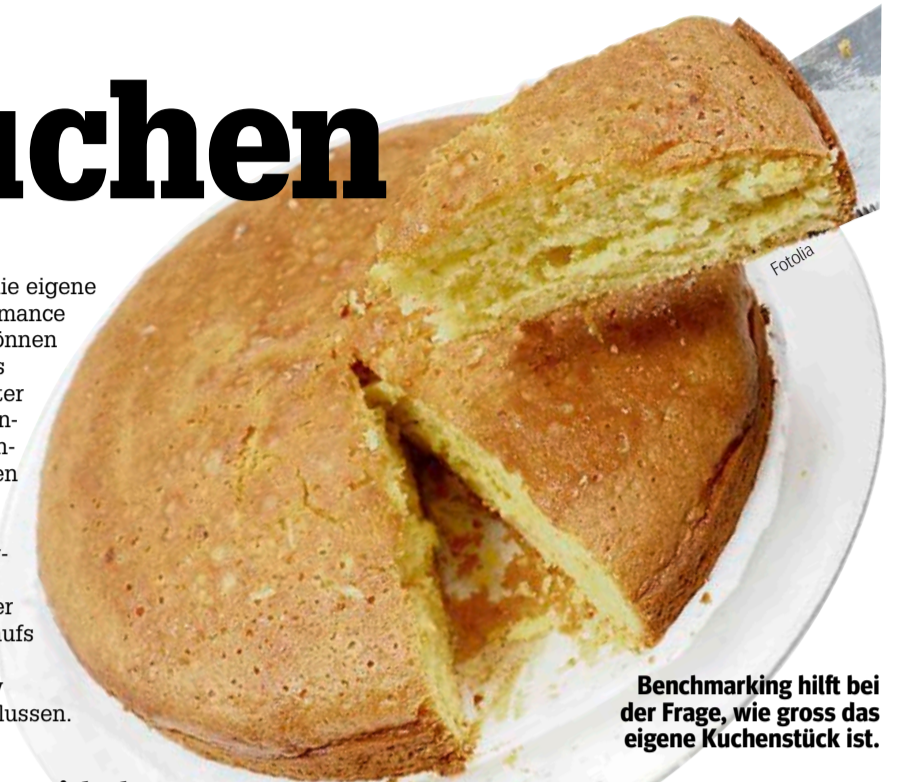 uchen
ie eigene
mance
önnen
s
ter
n-
n-
en
-
er
ufs
lussen.
Fotolia
Benchmarking hilft bei
der Frage, wie gross das
eigene Kuchenstück ist.